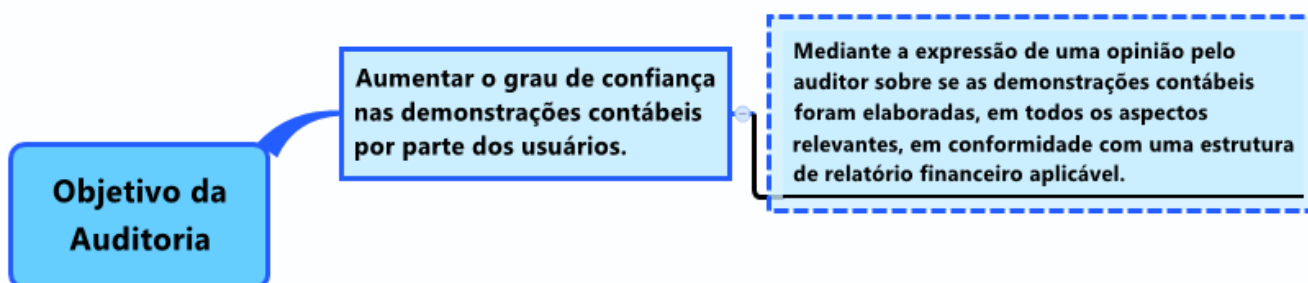 Objetivo da
Auditoria
Aumentar o grau de confiança
nas demonstrações contábeis
por parte dos usuários.
Mediante a expressão de uma opinião pelo
auditor sobre se as demonstrações contábeis
foram elaboradas, em todos os aspectos
relevantes, em conformidade com uma estrutura
de relatório financeiro aplicável.